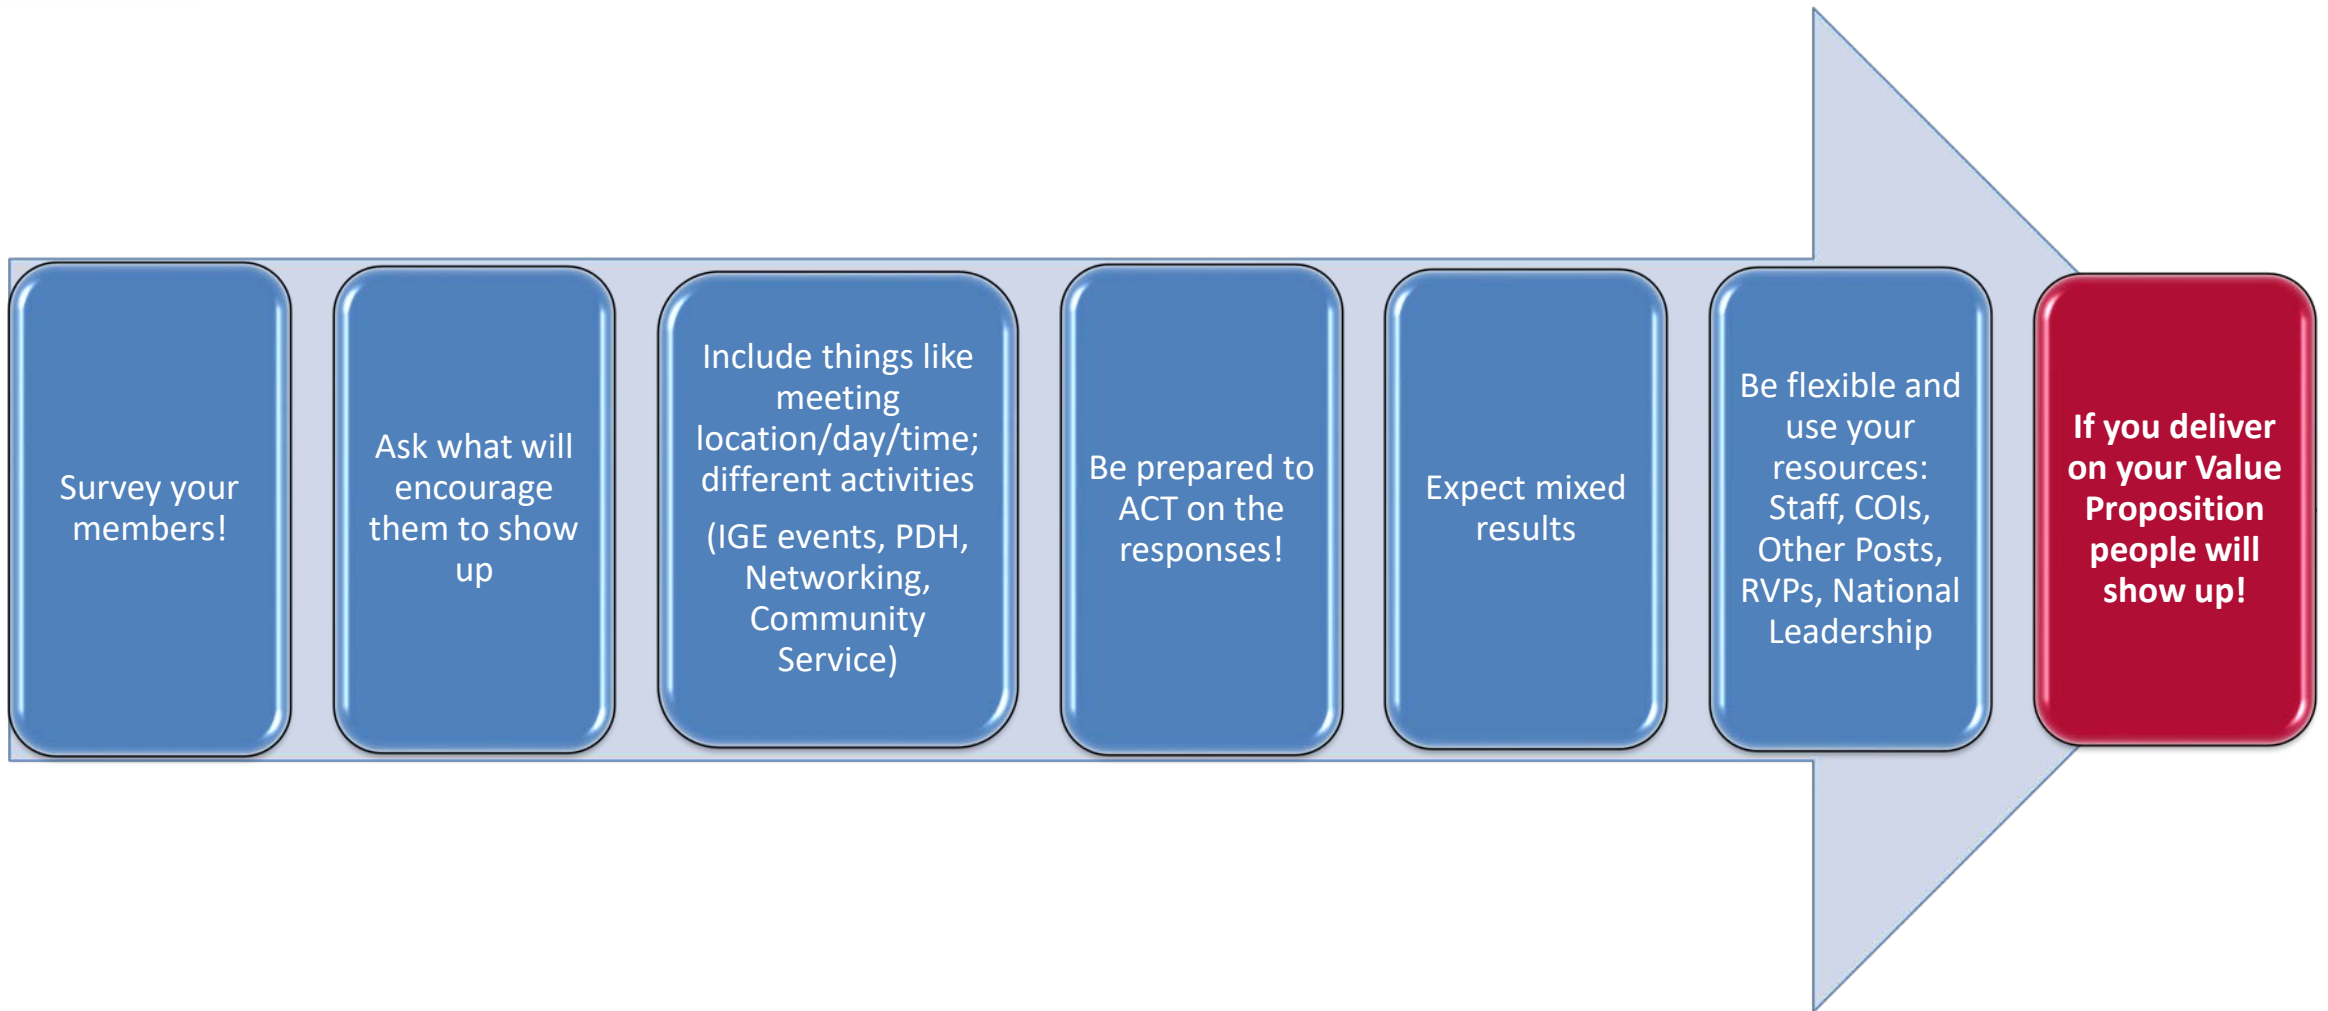 Survey your
members!
Ask what will
encourage
them to show
up
Include things like
meeting
location/day/time;
different activities
(IGE events, PDH,
Networking,
Community
Service)
Be prepared to
ACT on the
responses!
Expect mixed
results
Be flexible and
use your
resources:
Staff, COIs,
Other Posts,
RVPs, National
Leadership
If you deliver
on your Value
Proposition
people will
show up!